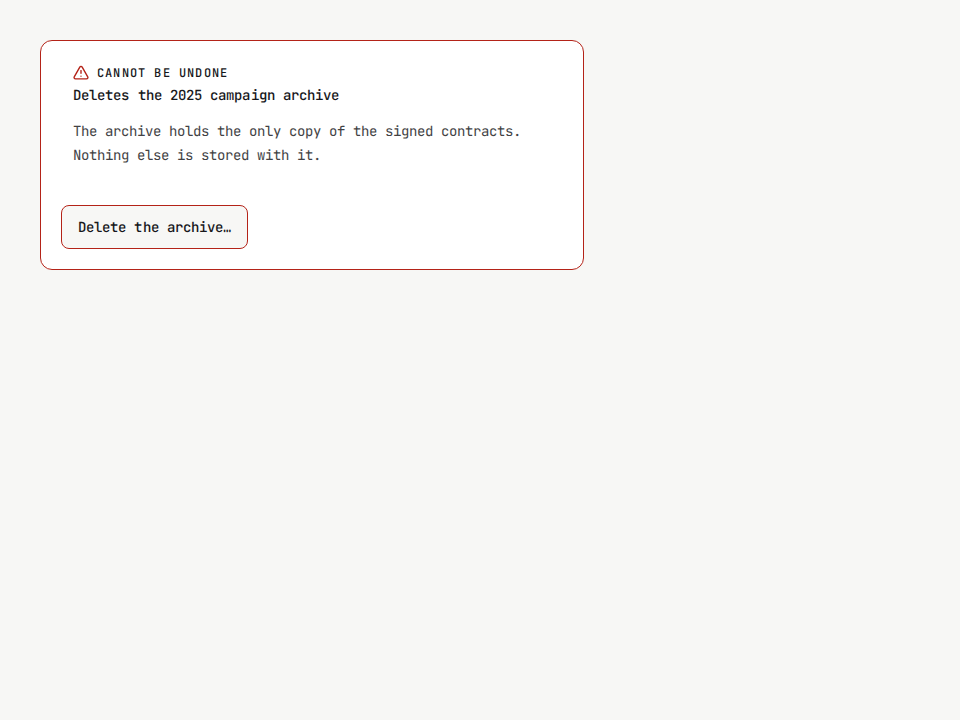 CANNOT BE UNDONE
Deletes the 2025 campaign archive
The archive holds the only copy of the signed contracts.
Nothing else is stored with it.
Delete the archive…